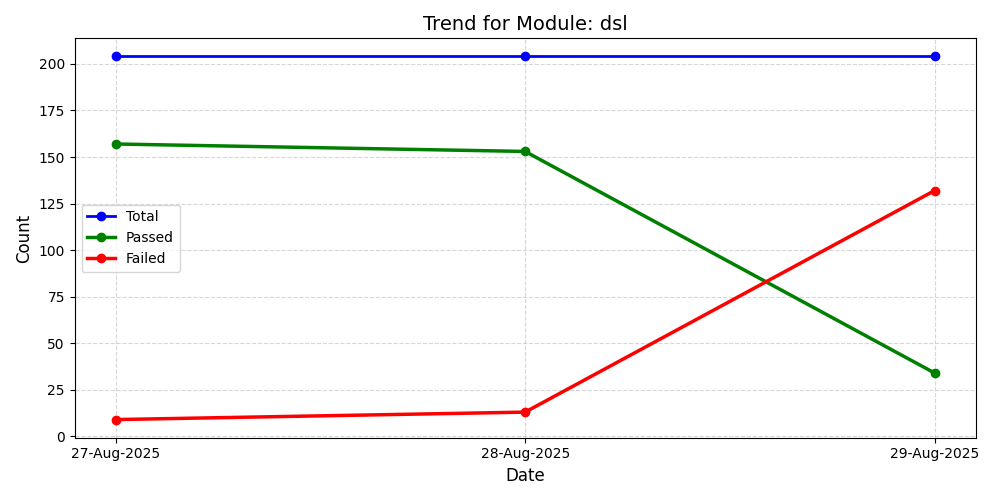 Trend for Module: dsl
200
175
150
125
100
75
50
25
0
Count
Total
Passed
Failed
27-Aug-2025
28-Aug-2025
29-Aug-2025
Date